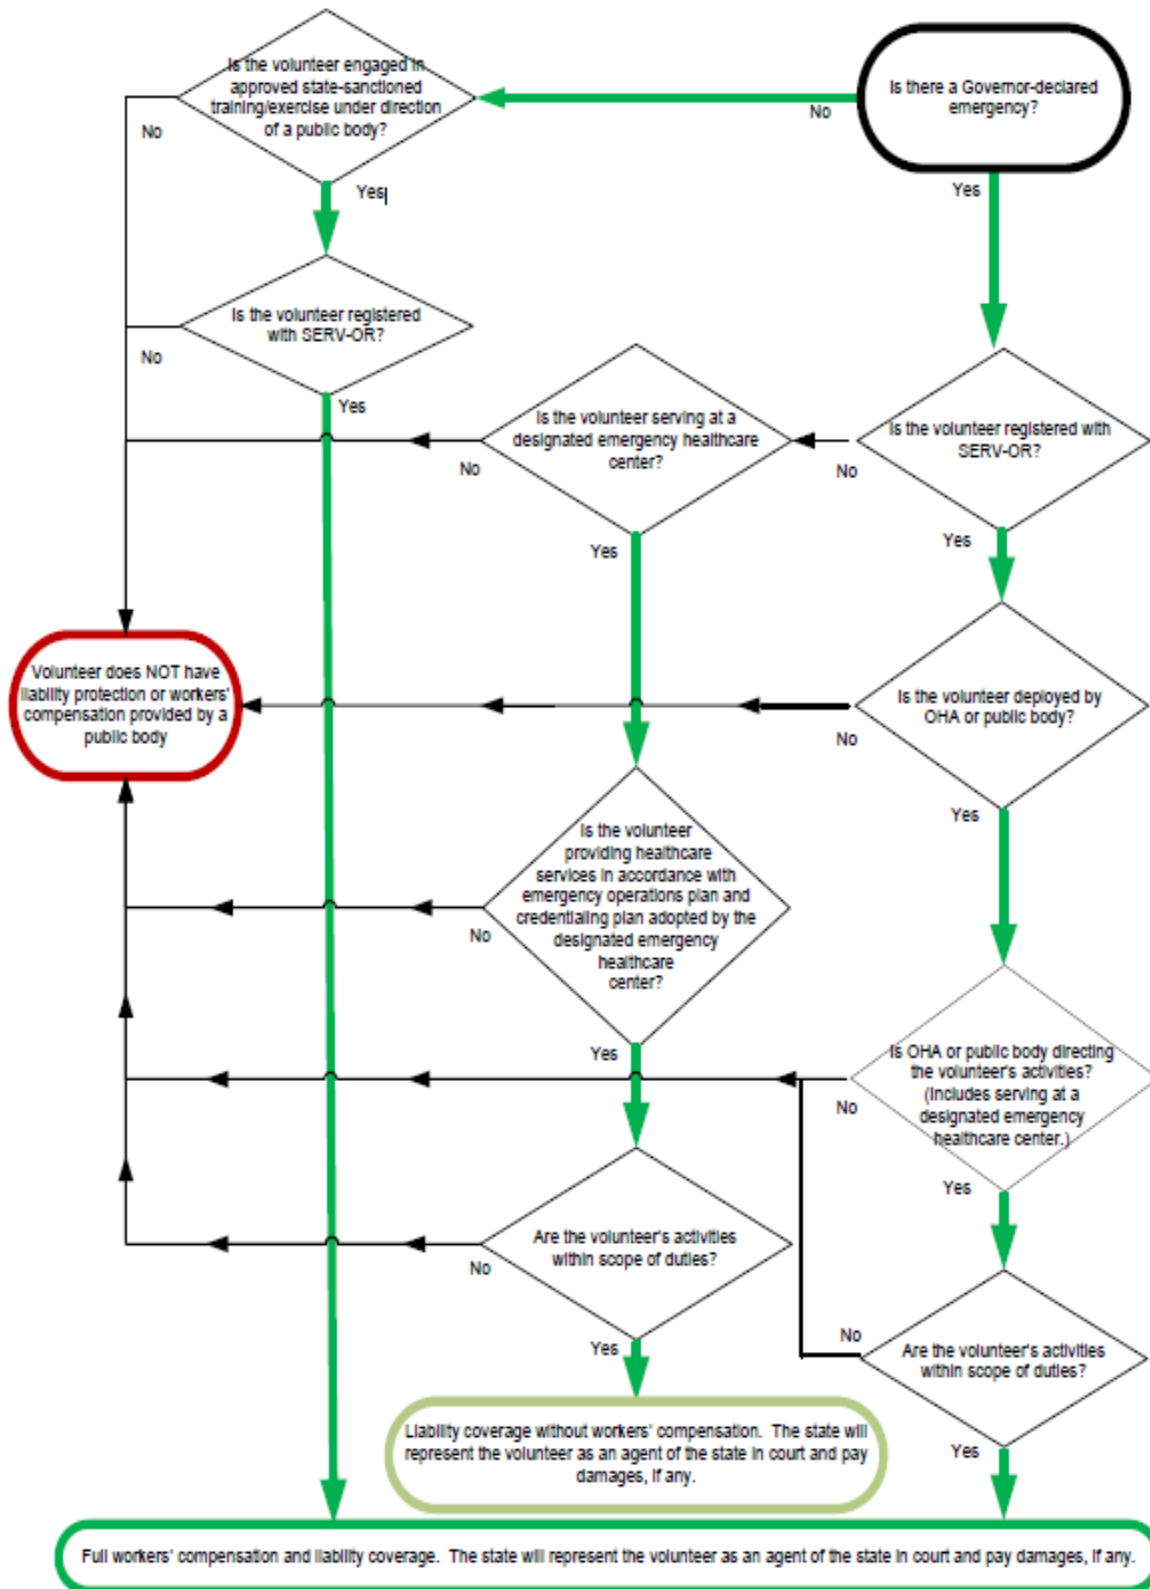 Is the volunteer engaged in
approved state-sanctioned
training/exercise under direction
of a public body?
Is there a Governor-declared
emergency?
No
No
Yes
Yes
Is the volunteer registered
with SERV-OR?
No
Yes
Is the volunteer serving at a
designated emergency healthcare
center?
Is the volunteer registered with
SERV-OR?
No
No
Yes
Yes
Volunteer does NOT have
liability protection or workers'
compensation provided by a
public body
Is the volunteer deployed by
OHA or public body?
No
Yes
Is the volunteer
providing healthcare
services in accordance with
emergency operations plan and
credentialing plan adopted by the
designated emergency
healthcare
center?
No
Yes
Is OHA or public body directing
the volunteer's activities?
(Includes serving at a
designated emergency
healthcare center.)
No
Yes
Are the volunteer's activities
within scope of duties?
No
Yes
Are the volunteer's activities
within scope of duties?
No
Yes
Liability coverage without workers' compensation. The state will
represent the volunteer as an agent of the state in court and pay
damages, if any.
Full workers' compensation and liability coverage. The state will represent the volunteer as an agent of the state in court and pay damages, if any.